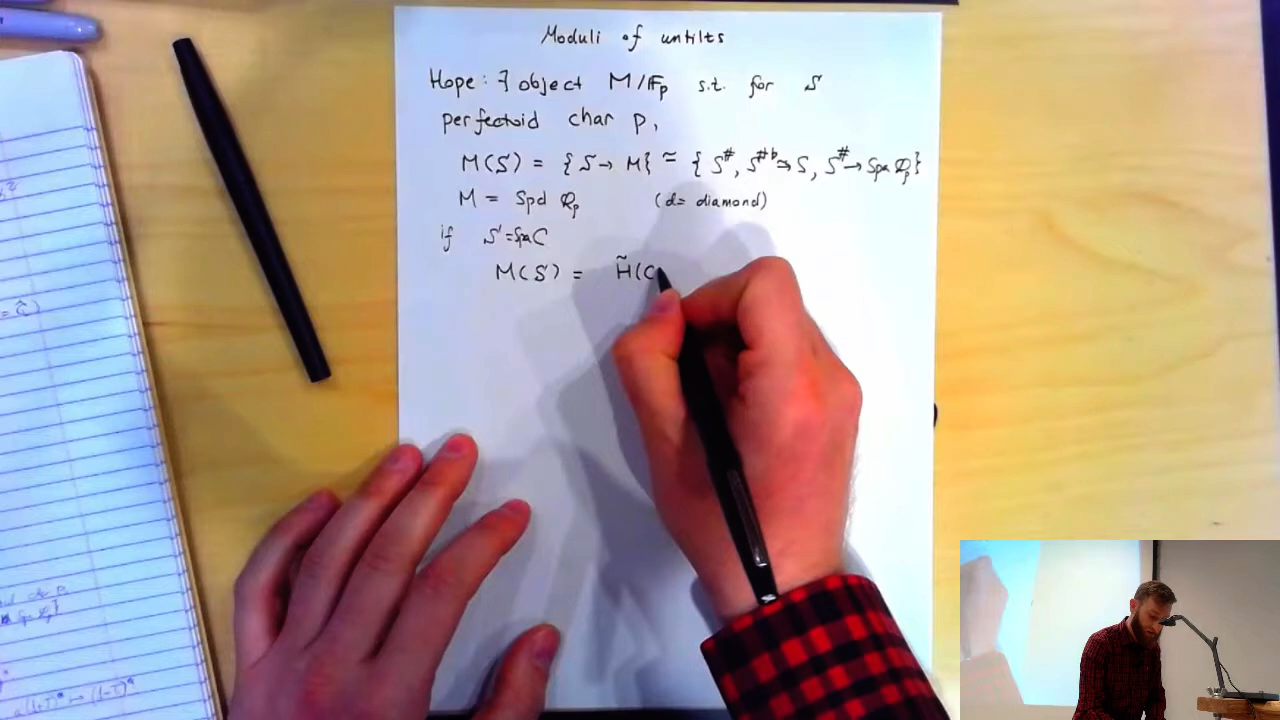 Moduli of untilts
Hope: ∃ object M/𝔽p s.t. for S
perfectoid char p,
M(S) = {S → M} ≅ {S^#, S^#♭ ≃> S, S^# → Spa ℚp}
M = Spd ℚp (d = diamond)
if S = Spa C
M(S) = H̃(C